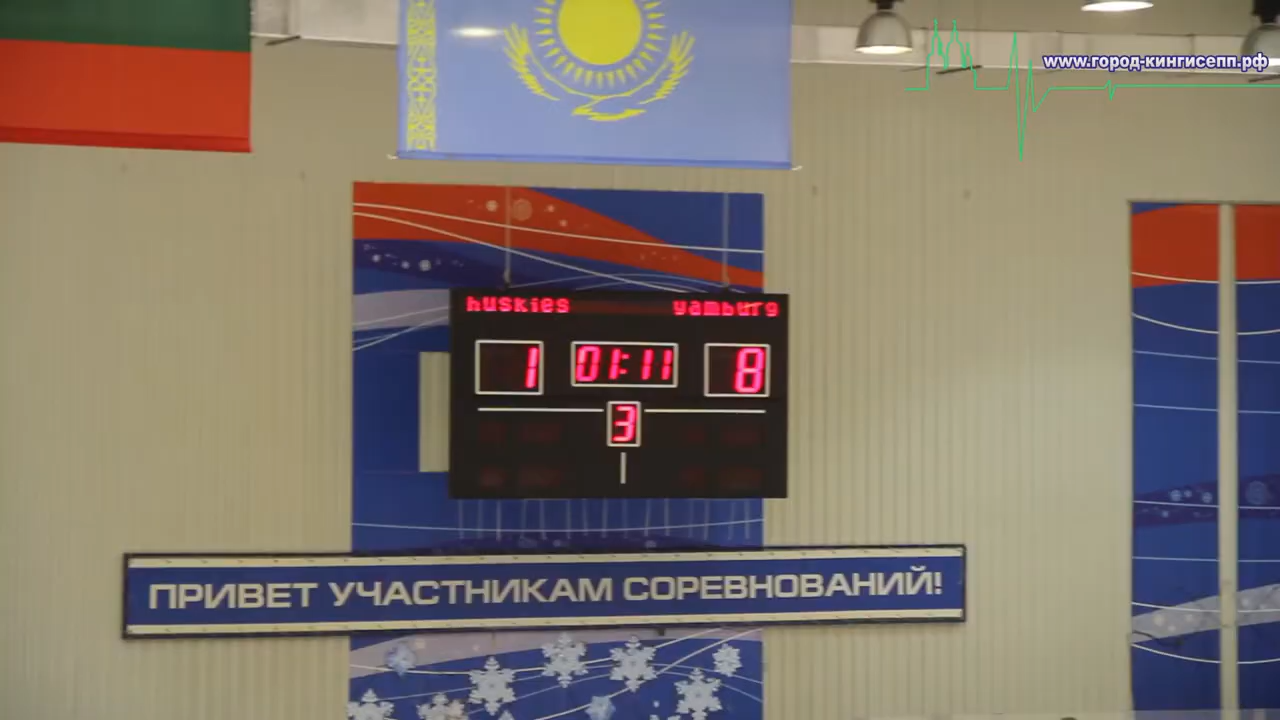 www.город-кингисепп.рф
huskies yamburg
1 01:11 8
3
ПРИВЕТ УЧАСТНИКАМ СОРЕВНОВАНИЙ!